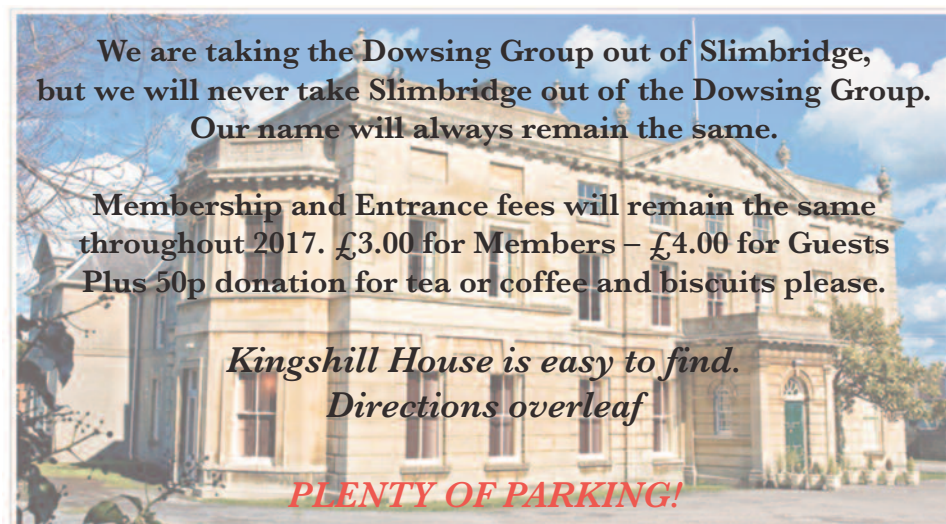 We are taking the Dowsing Group out of Slimbridge,
but we will never take Slimbridge out of the Dowsing Group.
Our name will always remain the same.
Membership and Entrance fees will remain the same
throughout 2017. £3.00 for Members – £4.00 for Guests
Plus 50p donation for tea or coffee and biscuits please.
Kingshill House is easy to find.
Directions overleaf
PLENTY OF PARKING!